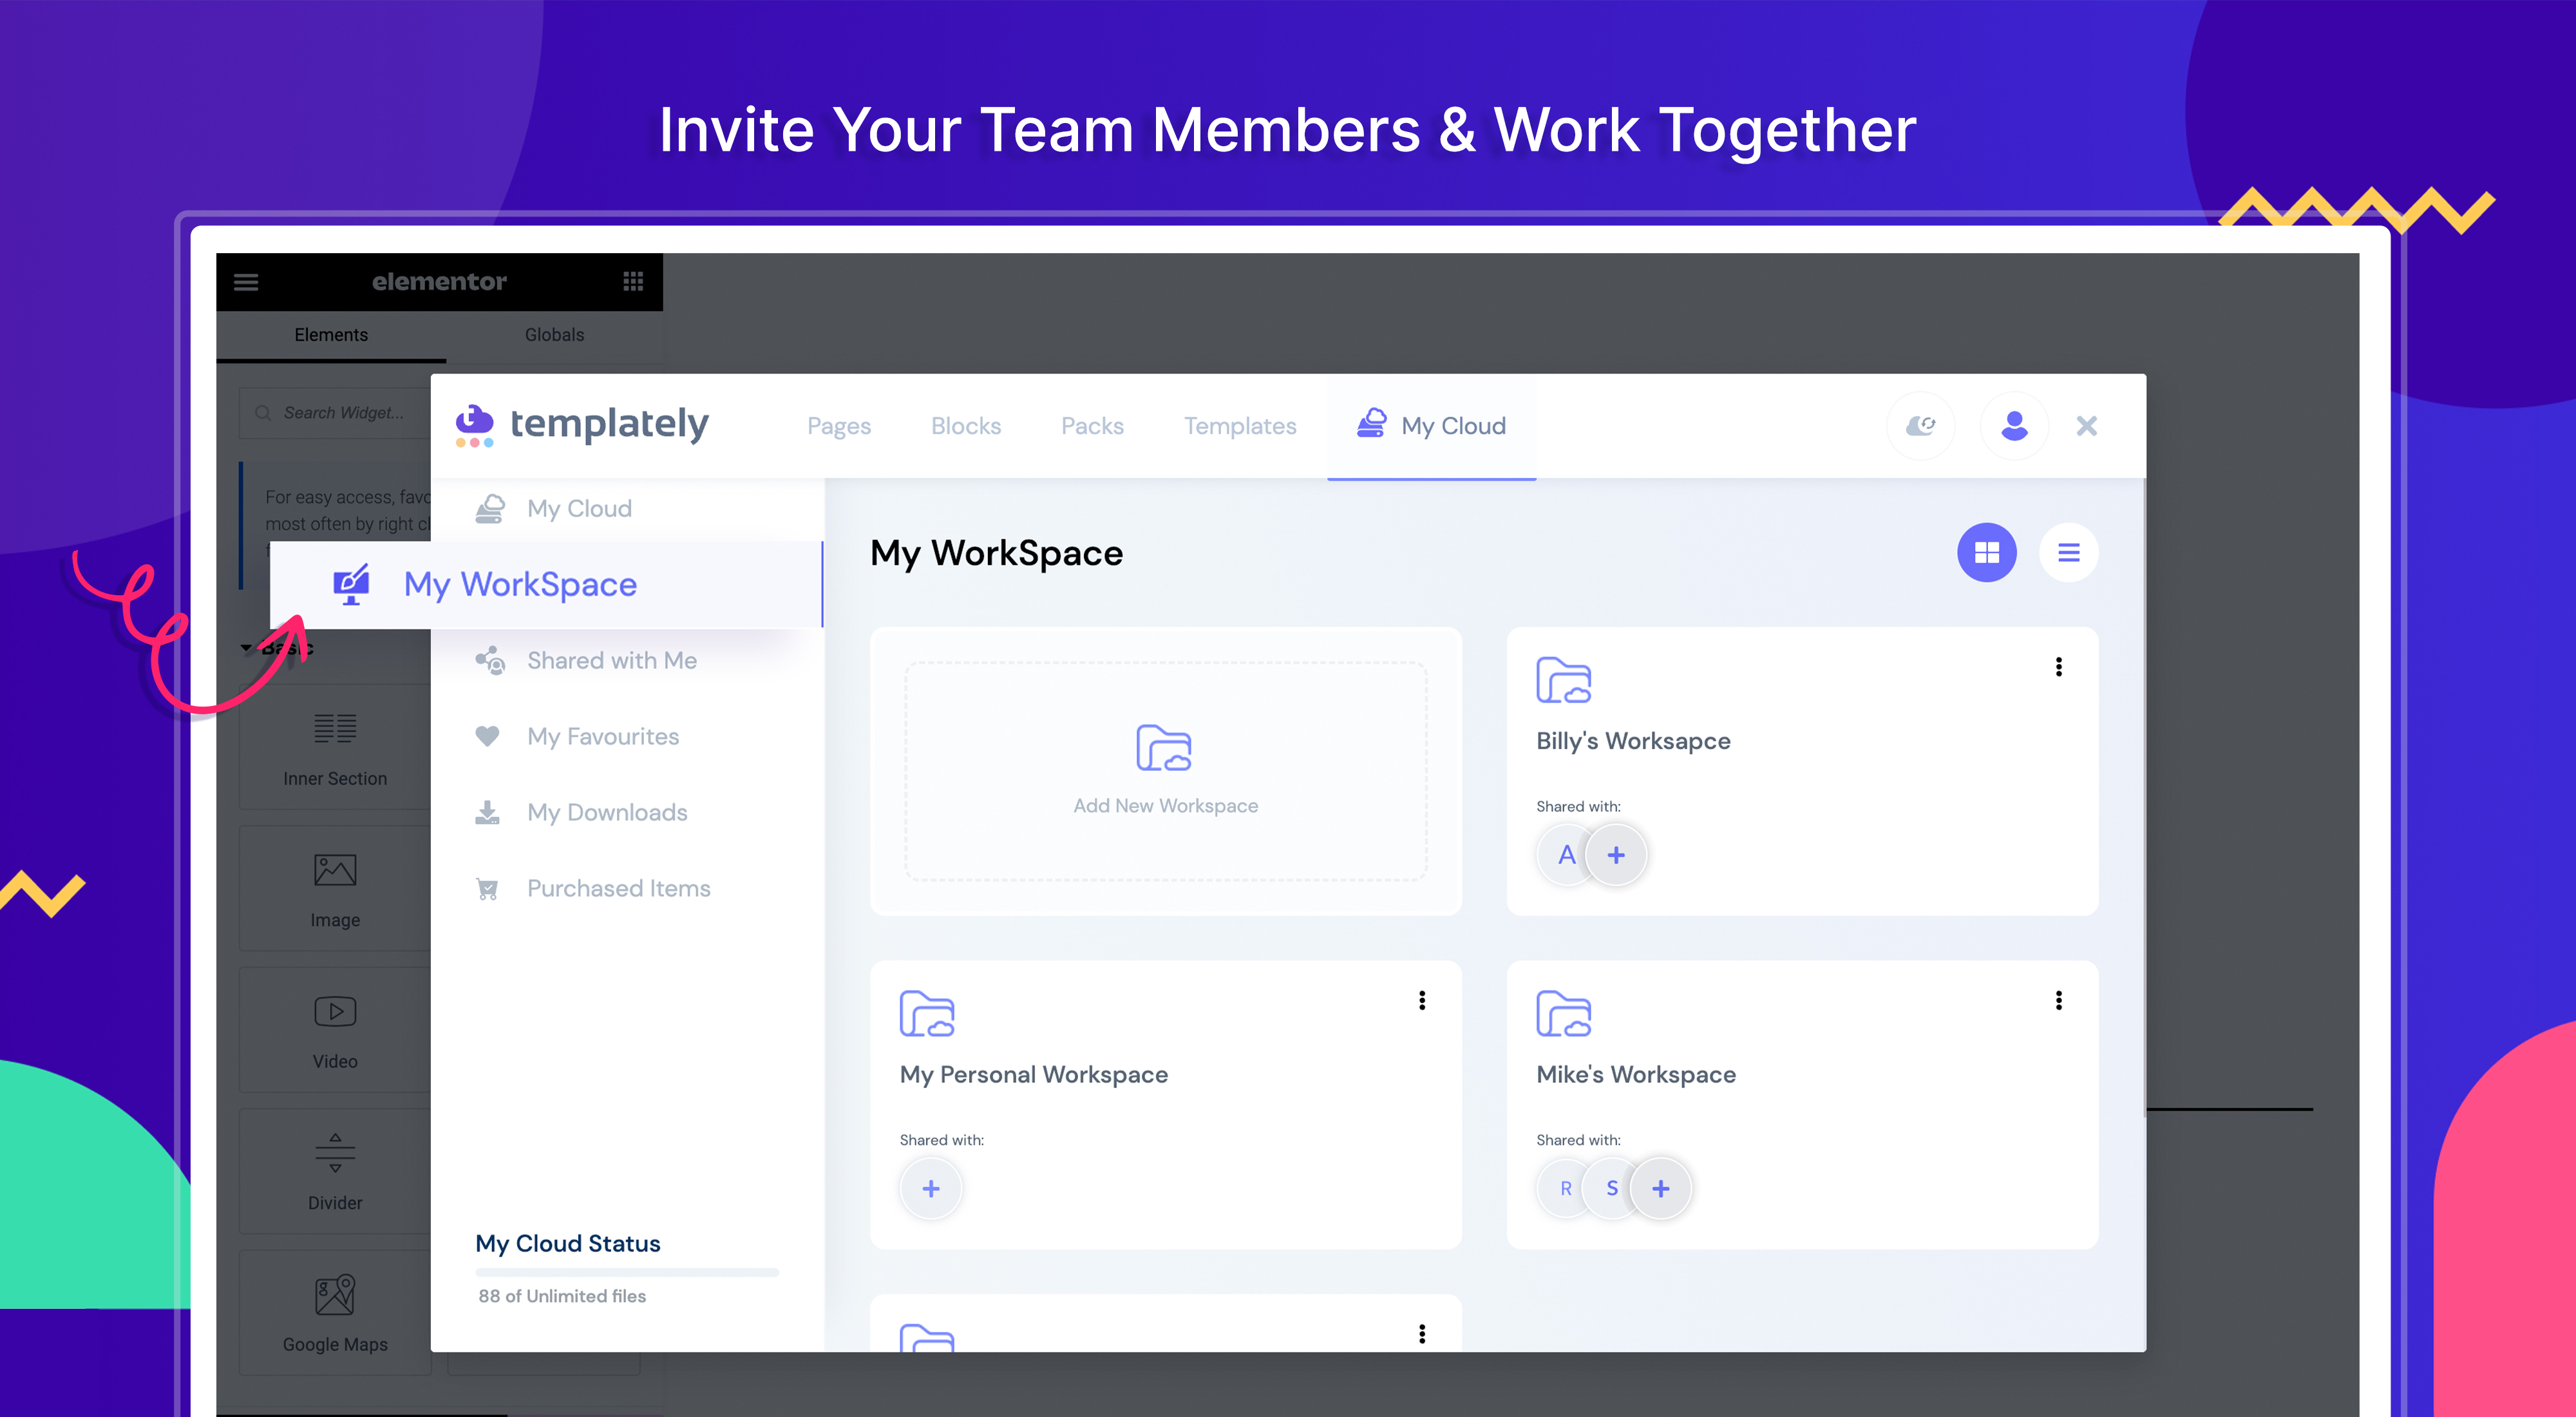 Invite Your Team Members & Work Together
elementor
Elements
Globals
Search Widget...
For easy access, favo
most often by right cl
Basic
Inner Section
Image
Video
Divider
Google Maps
templately
Pages
Blocks
Packs
Templates
My Cloud
My Cloud
My WorkSpace
Shared with Me
My Favourites
My Downloads
Purchased Items
My Cloud Status
88 of Unlimited files
My WorkSpace
Add New Workspace
Billy's Worksapce
Shared with:
A +
My Personal Workspace
Shared with:
+
Mike's Workspace
Shared with:
R S +